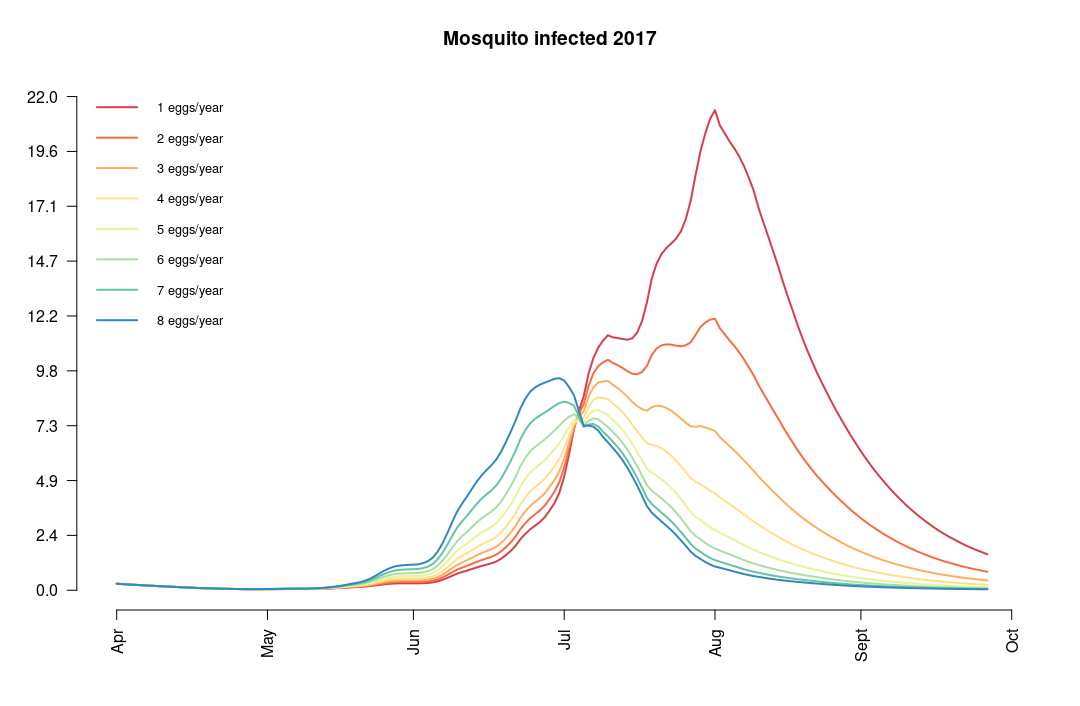 Mosquito infected 2017
22.0
19.6
17.1
14.7
12.2
9.8
7.3
4.9
2.4
0.0
1 eggs/year
2 eggs/year
3 eggs/year
4 eggs/year
5 eggs/year
6 eggs/year
7 eggs/year
8 eggs/year
Apr
May
Jun
Jul
Aug
Sept
Oct